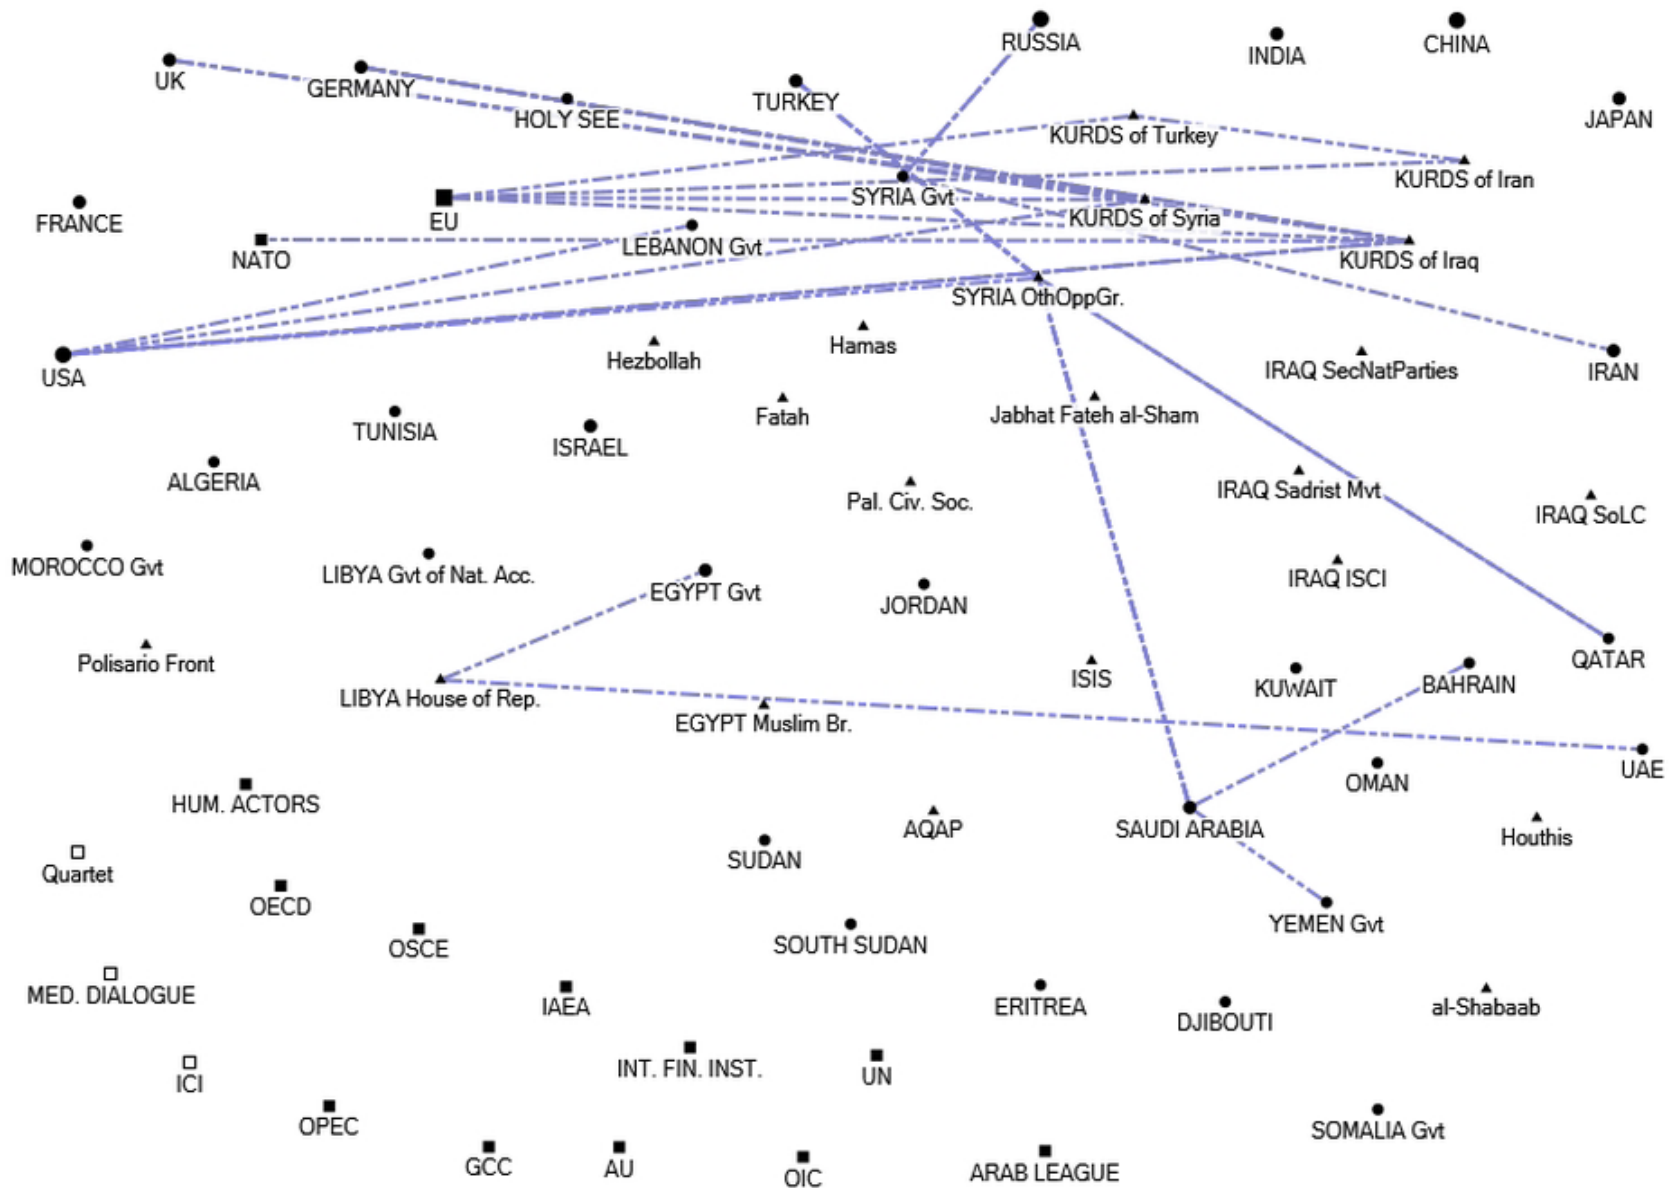 RUSSIA
INDIA
CHINA
UK
GERMANY
HOLY SEE
TURKEY
JAPAN
KURDS of Turkey
KURDS of Iran
FRANCE
EU
SYRIA Gvt
KURDS of Syria
NATO
LEBANON Gvt
KURDS of Iraq
SYRIA OthOppGr.
USA
Hezbollah
Hamas
IRAQ SecNatParties
IRAN
TUNISIA
ISRAEL
Fatah
Jabhat Fateh al-Sham
ALGERIA
Pal. Civ. Soc.
IRAQ Sadrist Mvt
IRAQ SoLC
MOROCCO Gvt
LIBYA Gvt of Nat. Acc.
EGYPT Gvt
JORDAN
IRAQ ISCI
Polisario Front
LIBYA House of Rep.
EGYPT Muslim Br.
ISIS
KUWAIT
BAHRAIN
QATAR
UAE
HUM. ACTORS
OMAN
Quartet
SUDAN
AQAP
SAUDI ARABIA
Houthis
OECD
OSCE
SOUTH SUDAN
YEMEN Gvt
MED. DIALOGUE
IAEA
ERITREA
DJIBOUTI
al-Shabaab
ICI
INT. FIN. INST.
UN
OPEC
SOMALIA Gvt
GCC
AU
OIC
ARAB LEAGUE